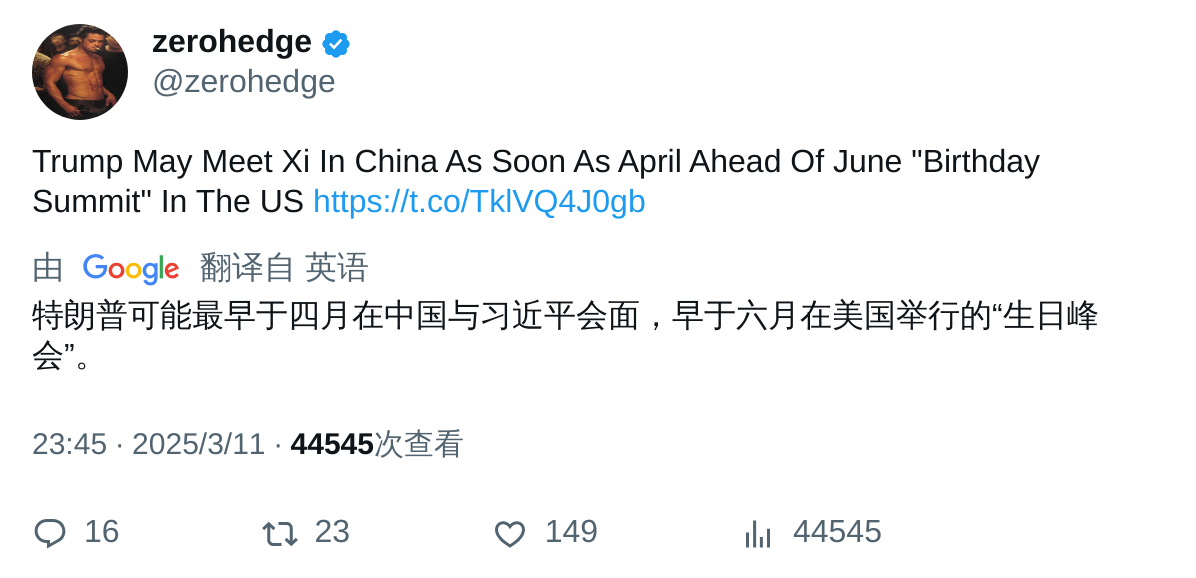 zerohedge
@zerohedge
Trump May Meet Xi In China As Soon As April Ahead Of June "Birthday
Summit" In The US https://t.co/TklVQ4J0gb
由 Google 翻译自 英语
特朗普可能最早于四月在中国与习近平会面，早于六月在美国举行的“生日峰
会”。
23:45 · 2025/3/11 · 44545次查看
16 23 149 44545